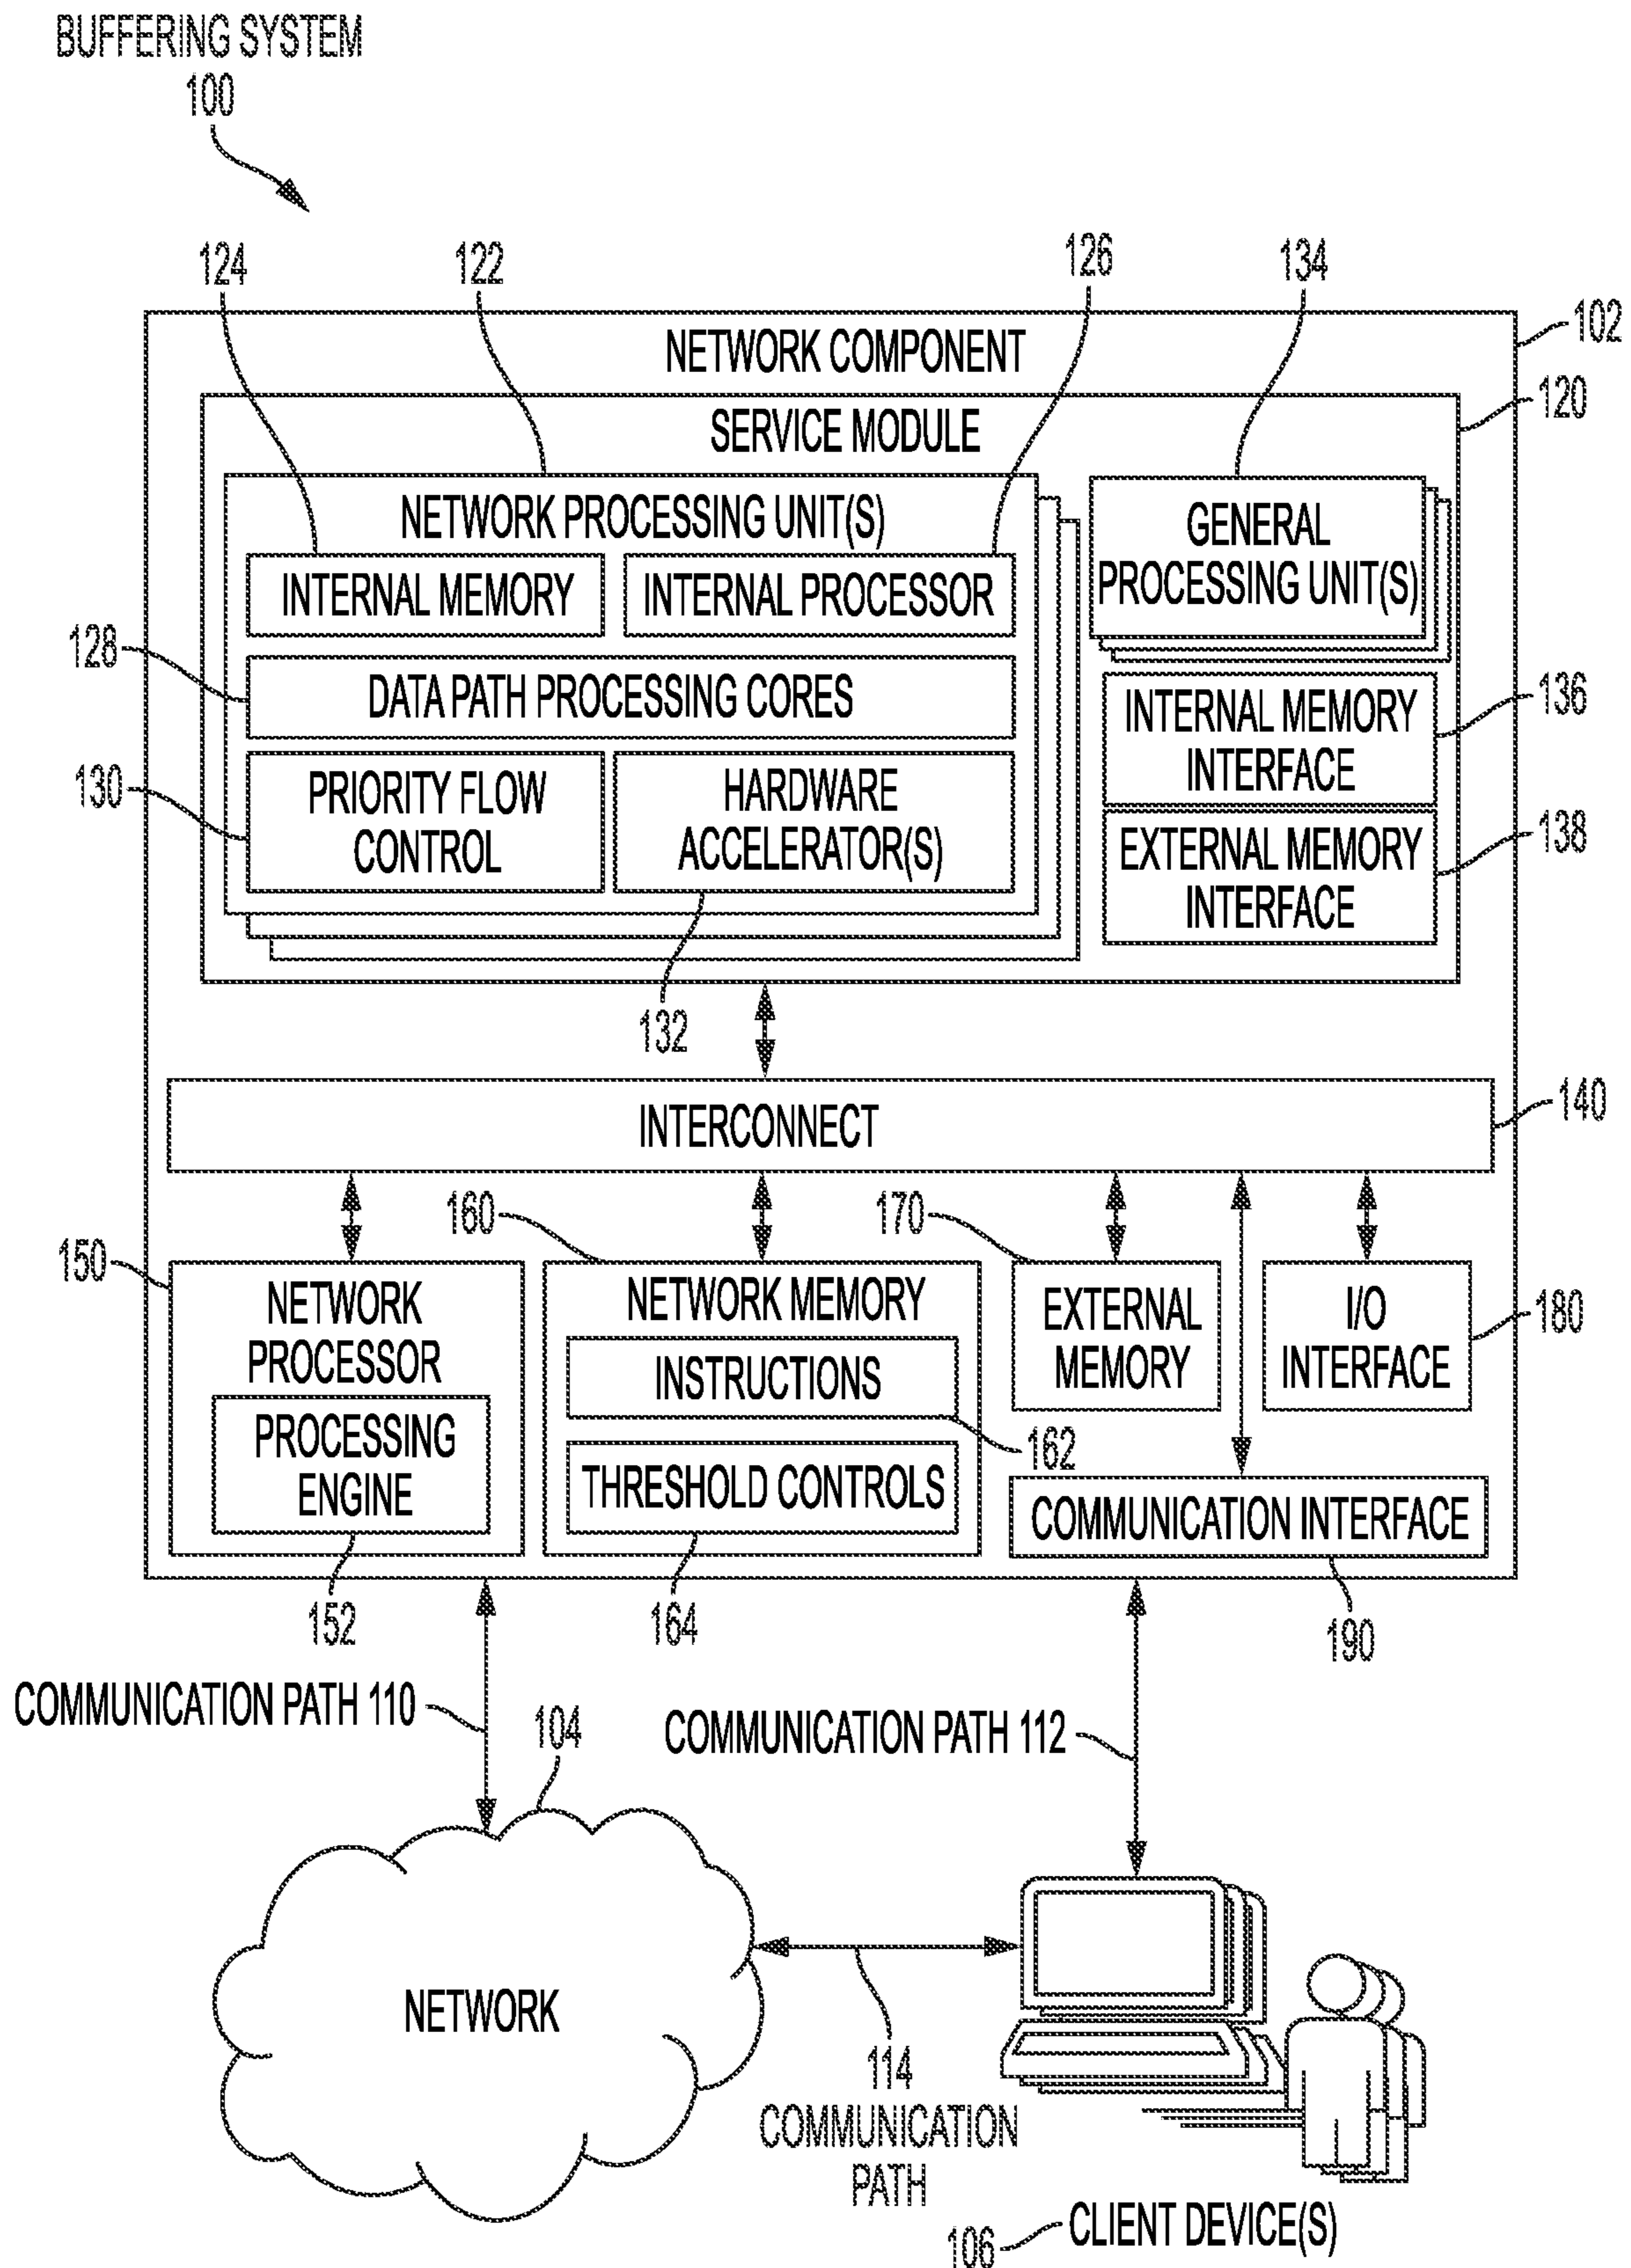 BUFFERING SYSTEM
100
124
122
126
134
102
NETWORK COMPONENT
120
SERVICE MODULE
NETWORK PROCESSING UNIT(S)
GENERAL
PROCESSING UNIT(S)
INTERNAL MEMORY
INTERNAL PROCESSOR
128
DATA PATH PROCESSING CORES
136
INTERNAL MEMORY
INTERFACE
130
PRIORITY FLOW
CONTROL
HARDWARE
ACCELERATOR(S)
138
EXTERNAL MEMORY
INTERFACE
132
INTERCONNECT
140
160
170
150
NETWORK
PROCESSOR
NETWORK MEMORY
EXTERNAL
MEMORY
I/O
INTERFACE
180
INSTRUCTIONS
PROCESSING
ENGINE
162
THRESHOLD CONTROLS
COMMUNICATION INTERFACE
152
164
190
COMMUNICATION PATH 110
104
COMMUNICATION PATH 112
NETWORK
114
COMMUNICATION
PATH
106
CLIENT DEVICE(S)